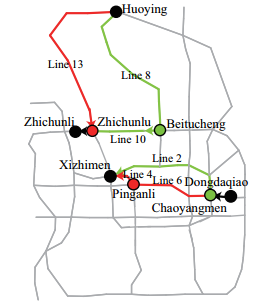 Huoying
Line 13
Line 8
Zhichunli
Zhichunlu
Beitucheng
Line 10
Xizhimen
Line 2
Line 4
Line 6
Dongdaqiao
Pinganli
Chaoyangmen